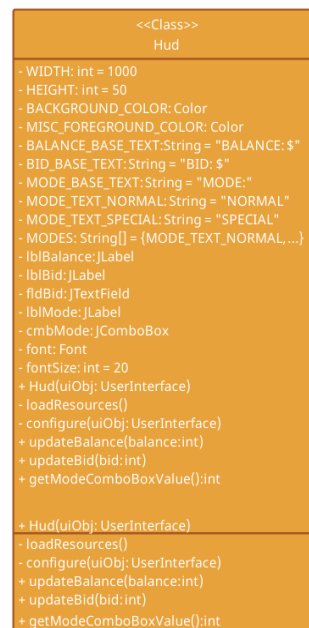 <<Class>>
Hud
- WIDTH: int = 1000
- HEIGHT: int = 50
- BACKGROUND_COLOR: Color
- MISC_FOREGROUND_COLOR: Color
- BALANCE_BASE_TEXT:String = "BALANCE: $"
- BID_BASE_TEXT:String = "BID: $"
- MODE_BASE_TEXT:String = "MODE:"
- MODE_TEXT_NORMAL:String = "NORMAL"
- MODE_TEXT_SPECIAL:String = "SPECIAL"
- MODES: String[] = {MODE_TEXT_NORMAL,...}
- lblBalance:JLabel
- lblBid:JLabel
- fldBid:JTextField
- lblMode:JLabel
- cmbMode:JComboBox
- font: Font
- fontSize: int = 20
+ Hud(uiObj: UserInterface)
- loadResources()
- configure(uiObj: UserInterface)
+ updateBalance(balance:int)
+ updateBid(bid:int)
+ getModeComboBoxValue():int
+ Hud(uiObj: UserInterface)
- loadResources()
- configure(uiObj: UserInterface)
+ updateBalance(balance:int)
+ updateBid(bid:int)
+ getModeComboBoxValue():int